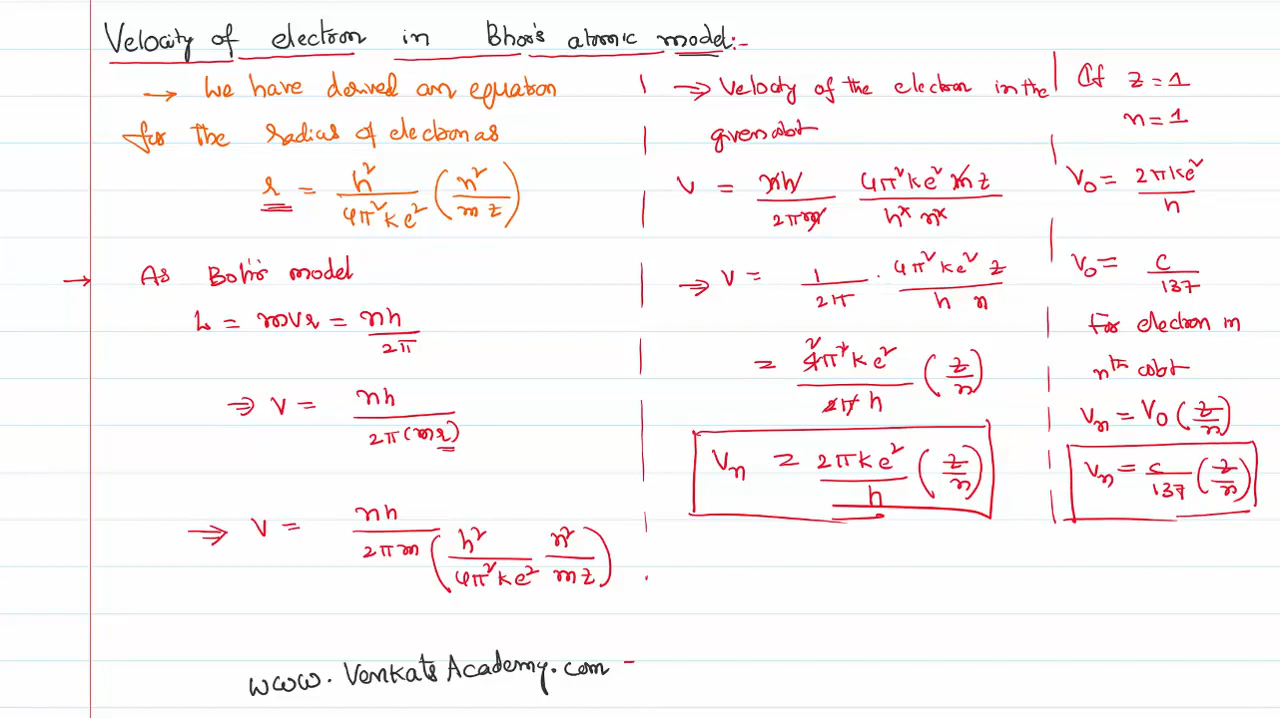 Velocity of electron in Bhor's atomic model:-
→ We have derived an equation
for the radius of electron as
r = h²/4π²ke² (n²/mz)
→ As Bohr's model
L = mvr = nh/2π
⇒ V = nh/2π(mr)
⇒ V = nh/2πm (h²/4π²ke² n²/mz)
→ Velocity of the electron in the
given obt
V = nh/2πm 4π²ke²mz/h²n²
⇒ V = 1/2π . 4π²ke² z/h n
= 4π²ke²/2πh (z/n)
Vn = 2πke²/h (z/n)
If z = 1
n = 1
V₀ = 2πke²/h
V₀ = c/137
For electron in
nth obt
Vn = V₀ (z/n)
Vn = c/137 (z/n)
www.VenkatsAcademy.com